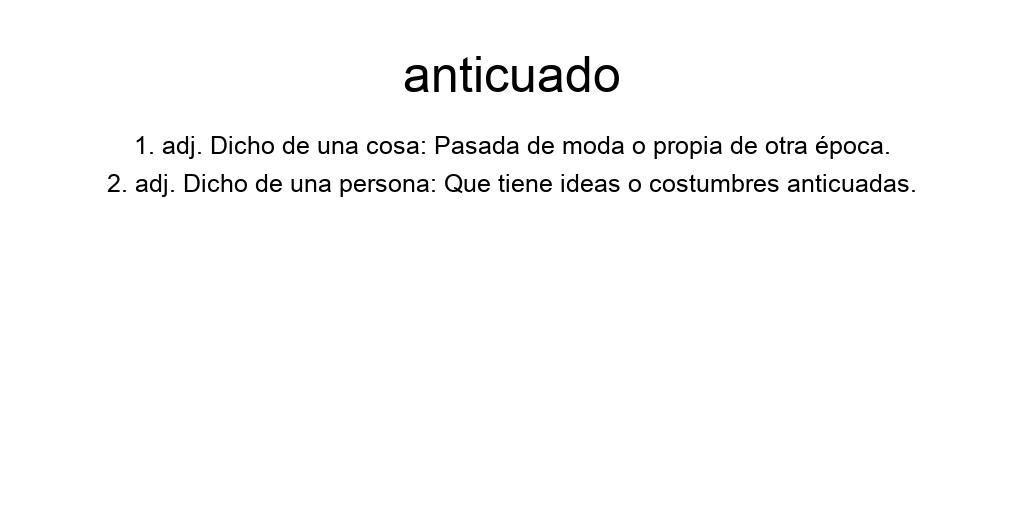 anticuado
1. adj. Dicho de una cosa: Pasada de moda o propia de otra época.
2. adj. Dicho de una persona: Que tiene ideas o costumbres anticuadas.